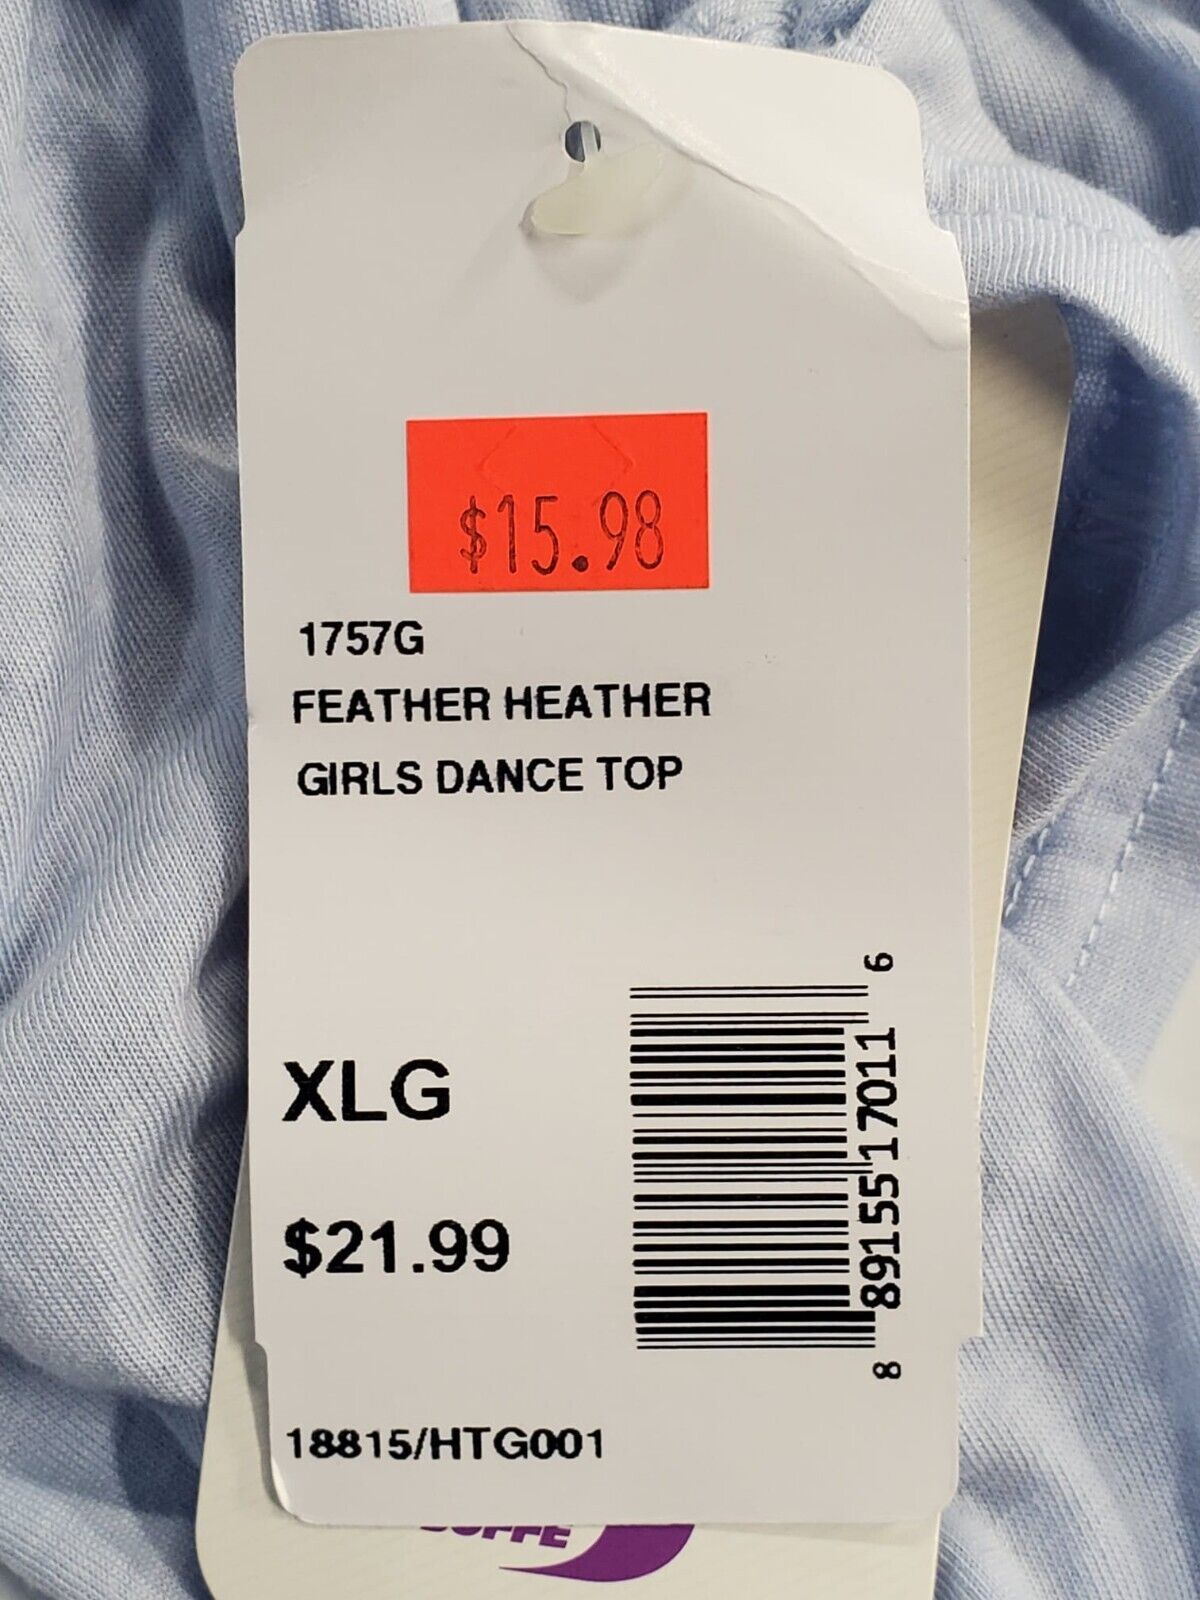 $15.98
1757G
FEATHER HEATHER
GIRLS DANCE TOP
XLG
$21.99
8 89155 17011 6
18815/HTG001